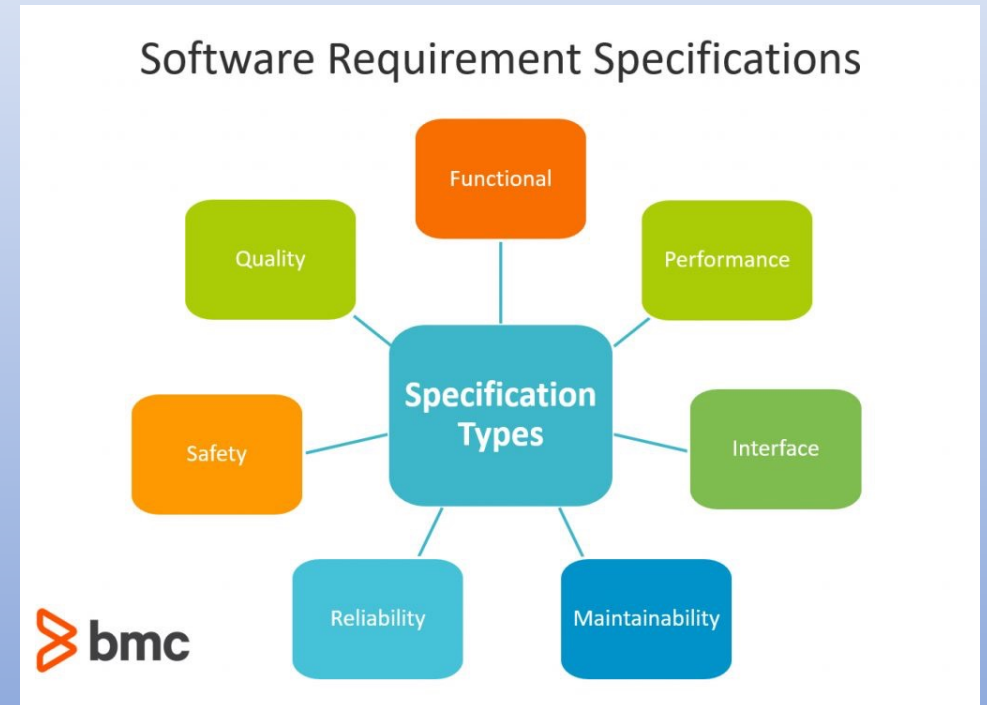 Software Requirement Specifications
Functional
Quality
Performance
Specification
Types
Safety
Interface
Reliability
Maintainability
bmc